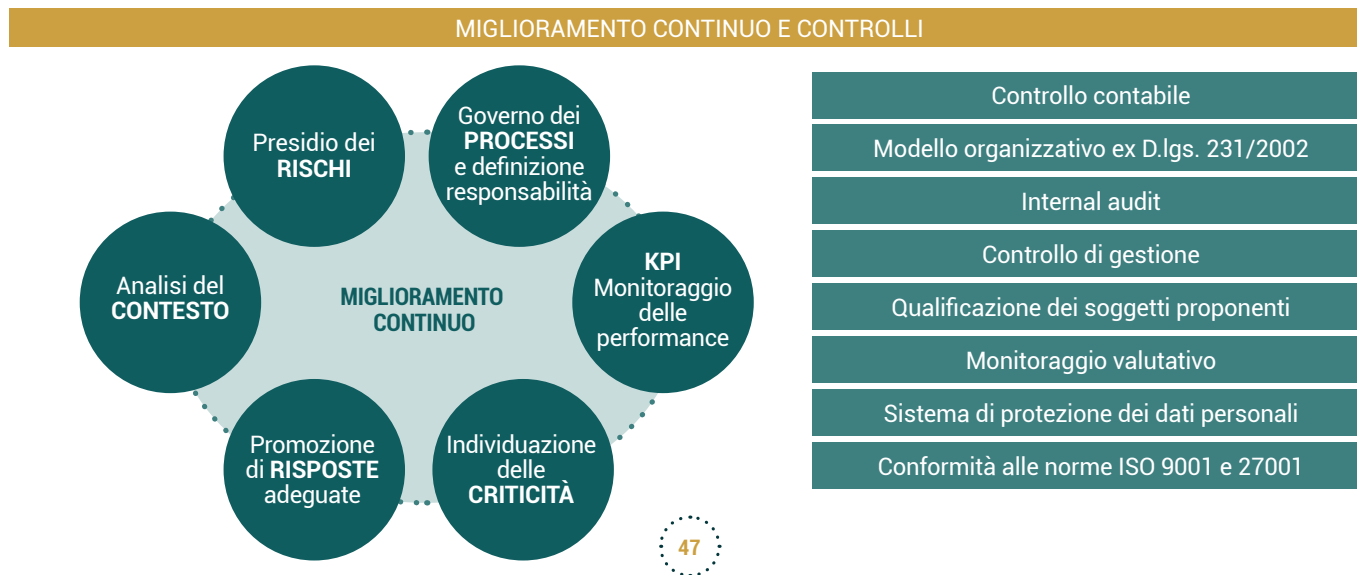 MIGLIORAMENTO CONTINUO E CONTROLLI
Presidio dei
RISCHI
Governo dei
PROCESSI
e definizione
responsabilità
Analisi del
CONTESTO
MIGLIORAMENTO
CONTINUO
KPI
Monitoraggio
delle
performance
Promozione
di RISPOSTE
adeguate
Individuazione
delle
CRITICITÀ
Controllo contabile
Modello organizzativo ex D.lgs. 231/2002
Internal audit
Controllo di gestione
Qualificazione dei soggetti proponenti
Monitoraggio valutativo
Sistema di protezione dei dati personali
Conformità alle norme ISO 9001 e 27001
47